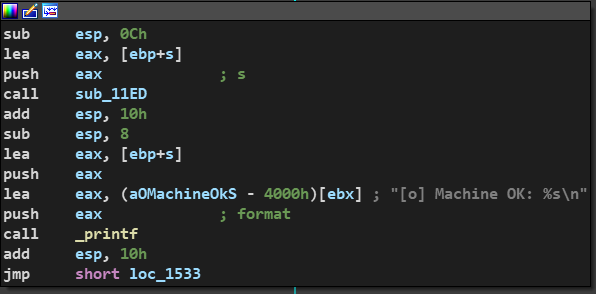 sub     esp, 0Ch
lea     eax, [ebp+s]
push    eax             ; s
call    sub_11ED
add     esp, 10h
sub     esp, 8
lea     eax, [ebp+s]
push    eax
lea     eax, (aOMachineOkS - 4000h)[ebx] ; "[o] Machine OK: %s\n"
push    eax             ; format
call    _printf
add     esp, 10h
jmp     short loc_1533